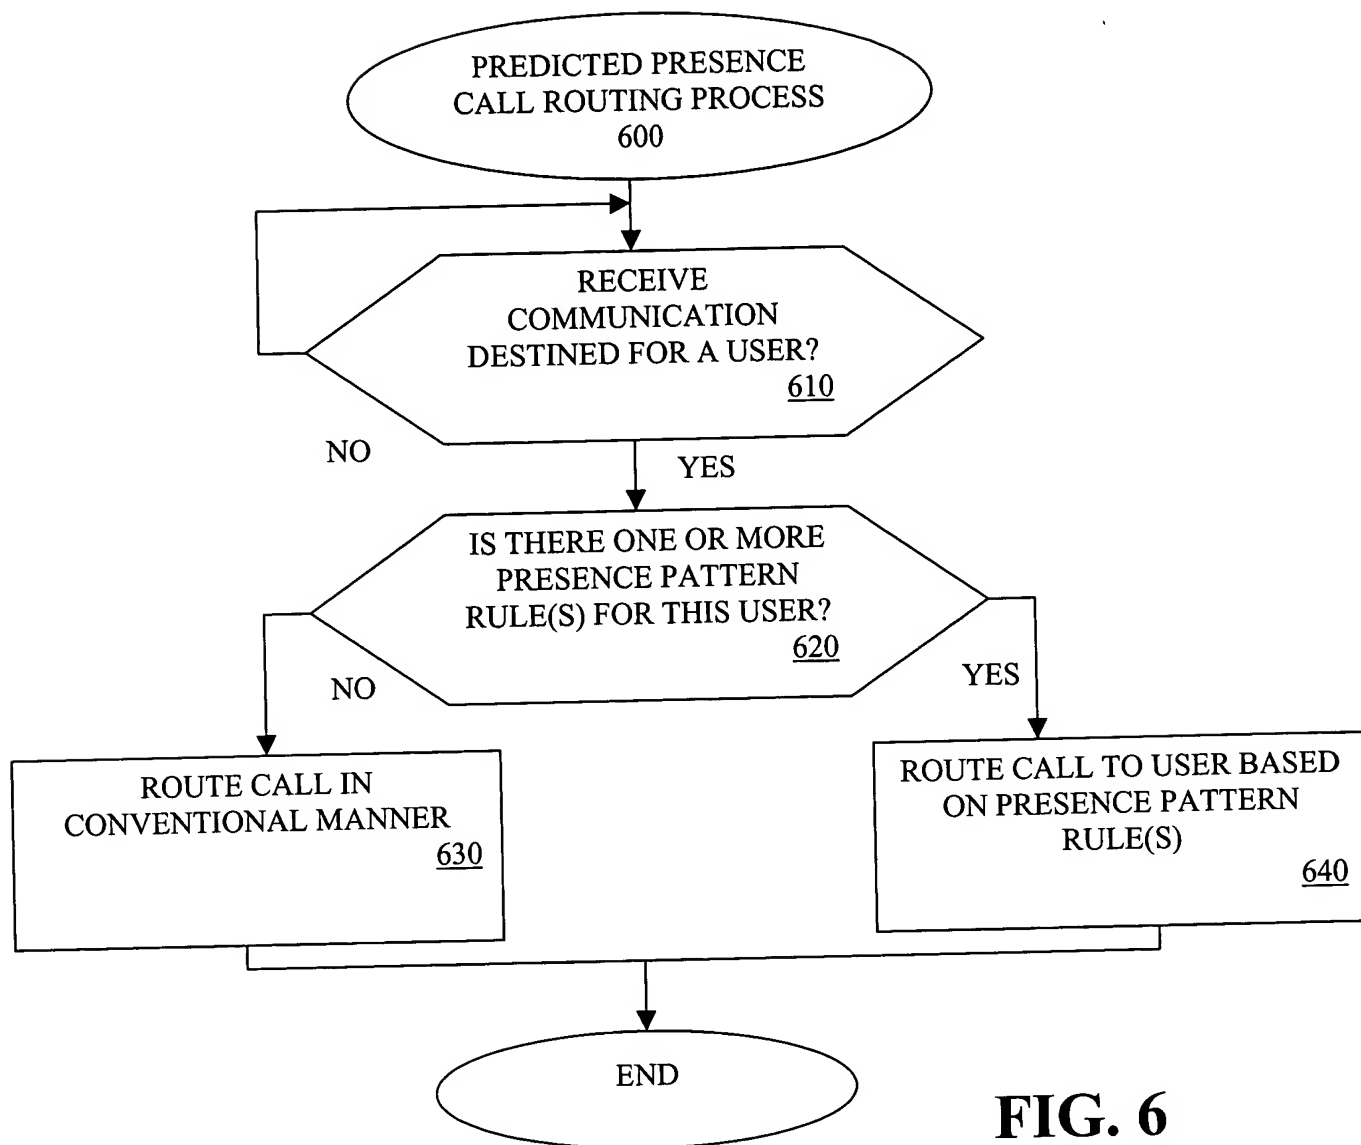 PREDICTED PRESENCE
CALL ROUTING PROCESS
600
RECEIVE
COMMUNICATION
DESTINED FOR A USER?
610
NO
YES
IS THERE ONE OR MORE
PRESENCE PATTERN
RULE(S) FOR THIS USER?
620
NO
YES
ROUTE CALL IN
CONVENTIONAL MANNER
630
ROUTE CALL TO USER BASED
ON PRESENCE PATTERN
RULE(S)
640
END
FIG. 6